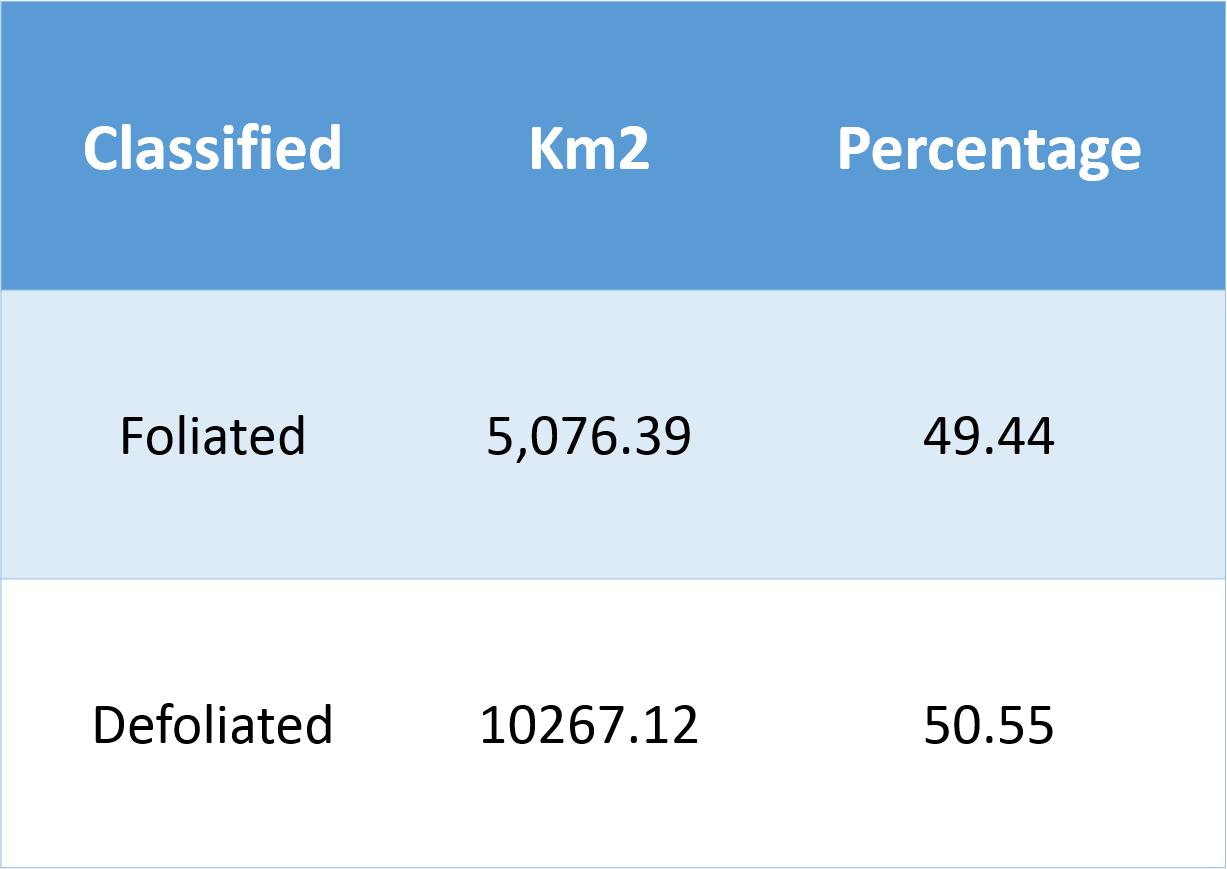 Classified Km2 Percentage
Foliated 5,076.39 49.44
Defoliated 10267.12 50.55